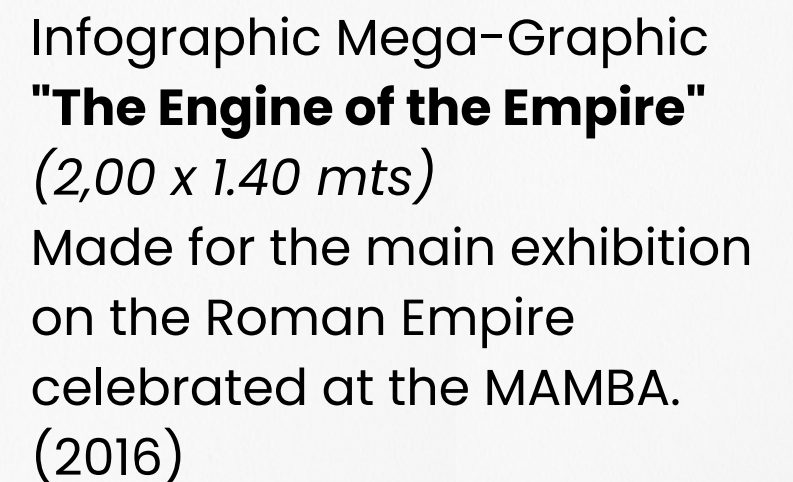 Infographic Mega-Graphic
"The Engine of the Empire"
(2,00 x 1.40 mts)
Made for the main exhibition
on the Roman Empire
celebrated at the MAMBA.
(2016)